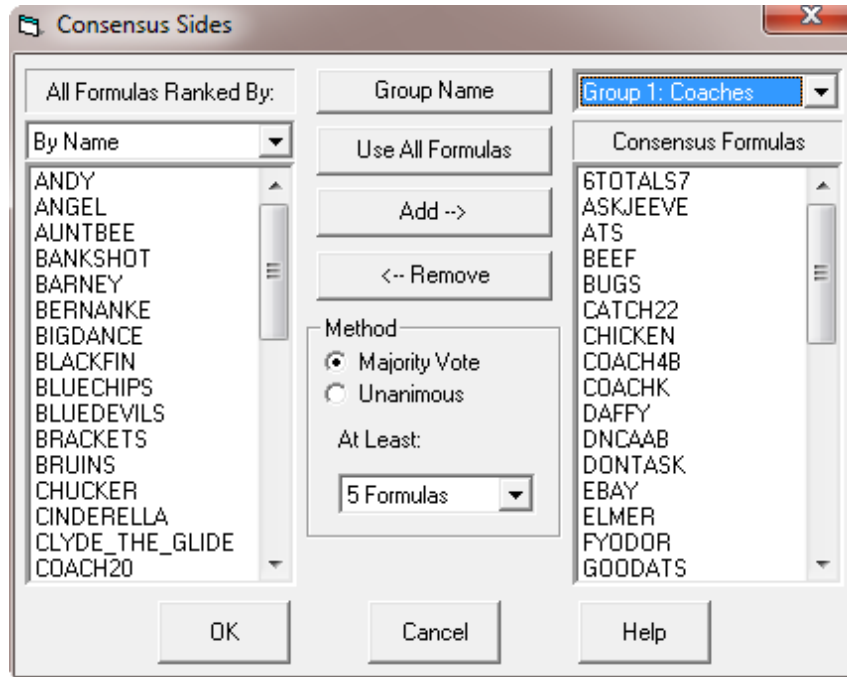 Consensus Sides
All Formulas Ranked By:
By Name
ANDY
ANGEL
AUNTBEE
BANKSHOT
BARNEY
BERNANKE
BIGDANCE
BLACKFIN
BLUECHIPS
BLUEDEVILS
BRACKETS
BRUINS
CHUCKER
CINDERELLA
CLYDE_THE_GLIDE
COACH20
Group Name
Use All Formulas
Add -->
<-- Remove
Method
Majority Vote
Unanimous
At Least:
5 Formulas
Group 1: Coaches
Consensus Formulas
6TOTALS7
ASKJEEVE
ATS
BEEF
BUGS
CATCH22
CHICKEN
COACH4B
COACHK
DAFFY
DNCAAB
DONTASK
EBAY
ELMER
FYODOR
GOODATS
OK
Cancel
Help